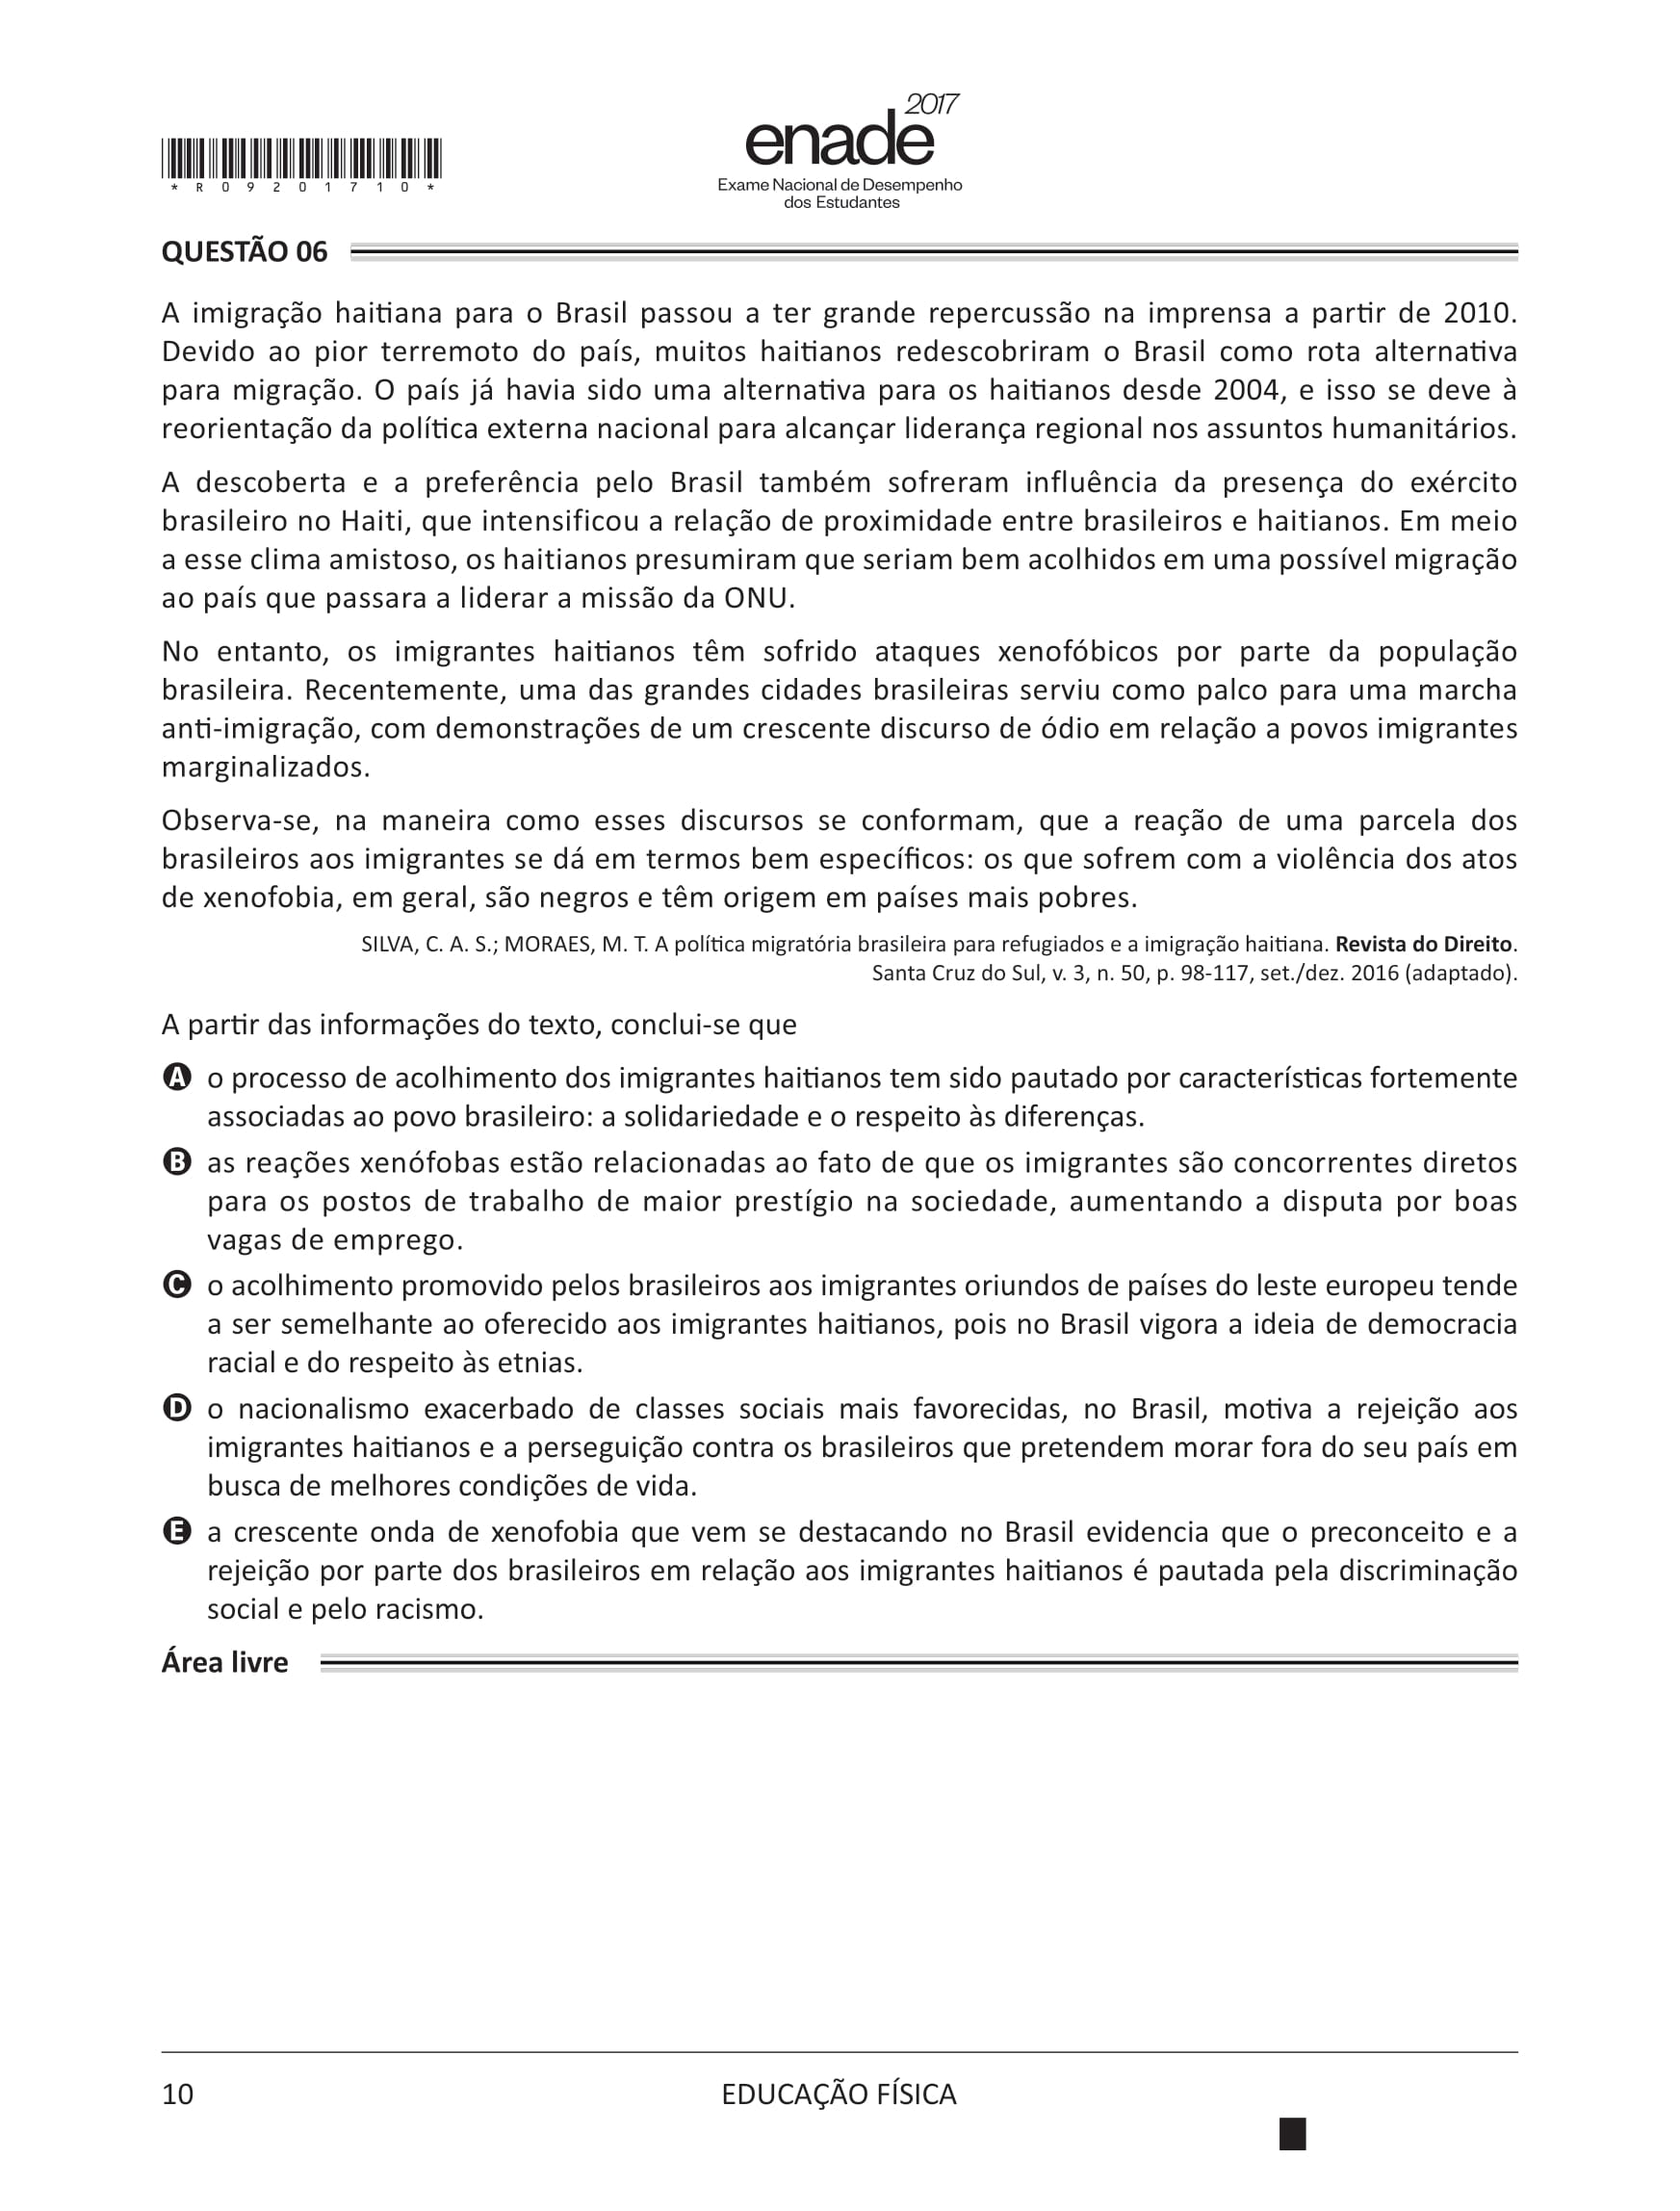 enade 2017
Exame Nacional de Desempenho
dos Estudantes
* R 0 9 2 0 1 7 1 0 *
QUESTÃO 06
A imigração haitiana para o Brasil passou a ter grande repercussão na imprensa a partir de 2010.
Devido ao pior terremoto do país, muitos haitianos redescobriram o Brasil como rota alternativa
para migração. O país já havia sido uma alternativa para os haitianos desde 2004, e isso se deve à
reorientação da política externa nacional para alcançar liderança regional nos assuntos humanitários.
A descoberta e a preferência pelo Brasil também sofreram influência da presença do exército
brasileiro no Haiti, que intensificou a relação de proximidade entre brasileiros e haitianos. Em meio
a esse clima amistoso, os haitianos presumiram que seriam bem acolhidos em uma possível migração
ao país que passara a liderar a missão da ONU.
No entanto, os imigrantes haitianos têm sofrido ataques xenofóbicos por parte da população
brasileira. Recentemente, uma das grandes cidades brasileiras serviu como palco para uma marcha
anti-imigração, com demonstrações de um crescente discurso de ódio em relação a povos imigrantes
marginalizados.
Observa-se, na maneira como esses discursos se conformam, que a reação de uma parcela dos
brasileiros aos imigrantes se dá em termos bem específicos: os que sofrem com a violência dos atos
de xenofobia, em geral, são negros e têm origem em países mais pobres.
SILVA, C. A. S.; MORAES, M. T. A política migratória brasileira para refugiados e a imigração haitiana. Revista do Direito.
Santa Cruz do Sul, v. 3, n. 50, p. 98-117, set./dez. 2016 (adaptado).
A partir das informações do texto, conclui-se que
A o processo de acolhimento dos imigrantes haitianos tem sido pautado por características fortemente
associadas ao povo brasileiro: a solidariedade e o respeito às diferenças.
B as reações xenófobas estão relacionadas ao fato de que os imigrantes são concorrentes diretos
para os postos de trabalho de maior prestígio na sociedade, aumentando a disputa por boas
vagas de emprego.
C o acolhimento promovido pelos brasileiros aos imigrantes oriundos de países do leste europeu tende
a ser semelhante ao oferecido aos imigrantes haitianos, pois no Brasil vigora a ideia de democracia
racial e do respeito às etnias.
D o nacionalismo exacerbado de classes sociais mais favorecidas, no Brasil, motiva a rejeição aos
imigrantes haitianos e a perseguição contra os brasileiros que pretendem morar fora do seu país em
busca de melhores condições de vida.
E a crescente onda de xenofobia que vem se destacando no Brasil evidencia que o preconceito e a
rejeição por parte dos brasileiros em relação aos imigrantes haitianos é pautada pela discriminação
social e pelo racismo.
Área livre
10
EDUCAÇÃO FÍSICA